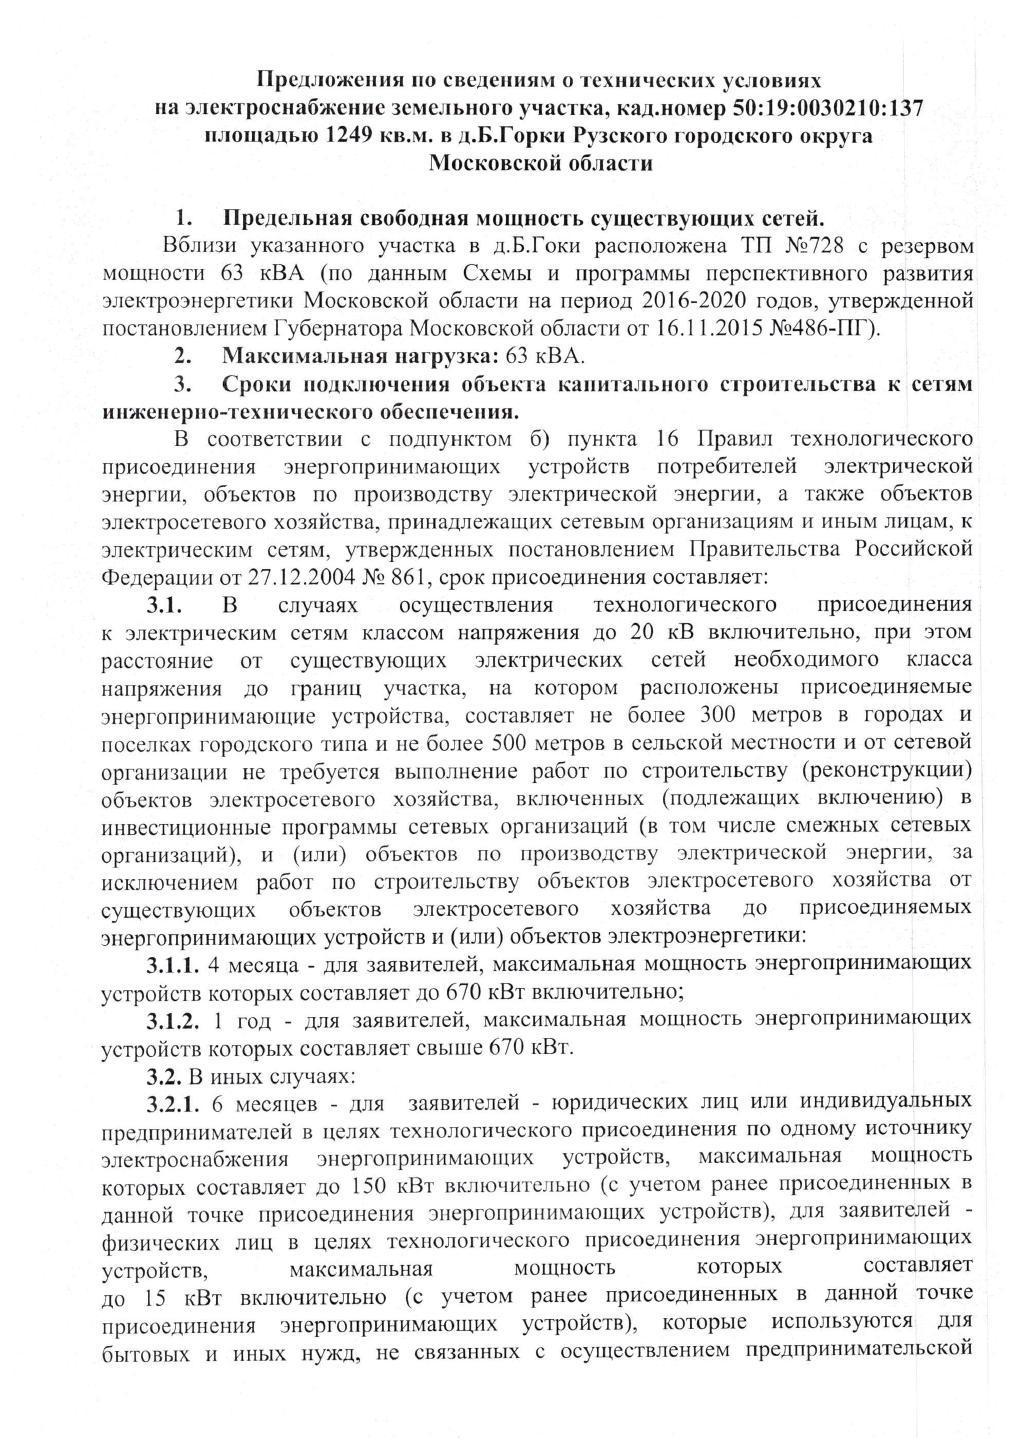 Предложения по сведениям о технических условиях
на электроснабжение земельного участка, кад.номер 50:19:0030210:137
площадью 1249 кв.м. в д.Б.Горки Рузского городского округа
Московской области
1. Предельная свободная мощность существующих сетей.
Вблизи указанного участка в д.Б.Гоки расположена ТП №728 с резервом
мощности 63 кВА (по данным Схемы и программы перспективного развития
электроэнергетики Московской области на период 2016-2020 годов, утвержденной
постановлением Губернатора Московской области от 16.11.2015 №486-ПГ).
2. Максимальная нагрузка: 63 кВА.
3. Сроки подключения объекта капитального строительства к сетям
инженерно-технического обеспечения.
В соответствии с подпунктом б) пункта 16 Правил технологического
присоединения энергопринимающих устройств потребителей электрической
энергии, объектов по производству электрической энергии, а также объектов
электросетевого хозяйства, принадлежащих сетевым организациям и иным лицам, к
электрическим сетям, утвержденных постановлением Правительства Российской
Федерации от 27.12.2004 № 861, срок присоединения составляет:
3.1. В случаях осуществления технологического присоединения
к электрическим сетям классом напряжения до 20 кВ включительно, при этом
расстояние от существующих электрических сетей необходимого класса
напряжения до границ участка, на котором расположены присоединяемые
энергопринимающие устройства, составляет не более 300 метров в городах и
поселках городского типа и не более 500 метров в сельской местности и от сетевой
организации не требуется выполнение работ по строительству (реконструкции)
объектов электросетевого хозяйства, включенных (подлежащих включению) в
инвестиционные программы сетевых организаций (в том числе смежных сетевых
организаций), и (или) объектов по производству электрической энергии, за
исключением работ по строительству объектов электросетевого хозяйства от
существующих объектов электросетевого хозяйства до присоединяемых
энергопринимающих устройств и (или) объектов электроэнергетики:
3.1.1. 4 месяца - для заявителей, максимальная мощность энергопринимающих
устройств которых составляет до 670 кВт включительно;
3.1.2. 1 год - для заявителей, максимальная мощность энергопринимающих
устройств которых составляет свыше 670 кВт.
3.2. В иных случаях:
3.2.1. 6 месяцев - для заявителей - юридических лиц или индивидуальных
предпринимателей в целях технологического присоединения по одному источнику
электроснабжения энергопринимающих устройств, максимальная мощность
которых составляет до 150 кВт включительно (с учетом ранее присоединенных в
данной точке присоединения энергопринимающих устройств), для заявителей -
физических лиц в целях технологического присоединения энергопринимающих
устройств, максимальная мощность которых составляет
до 15 кВт включительно (с учетом ранее присоединенных в данной точке
присоединения энергопринимающих устройств), которые используются для
бытовых и иных нужд, не связанных с осуществлением предпринимательской